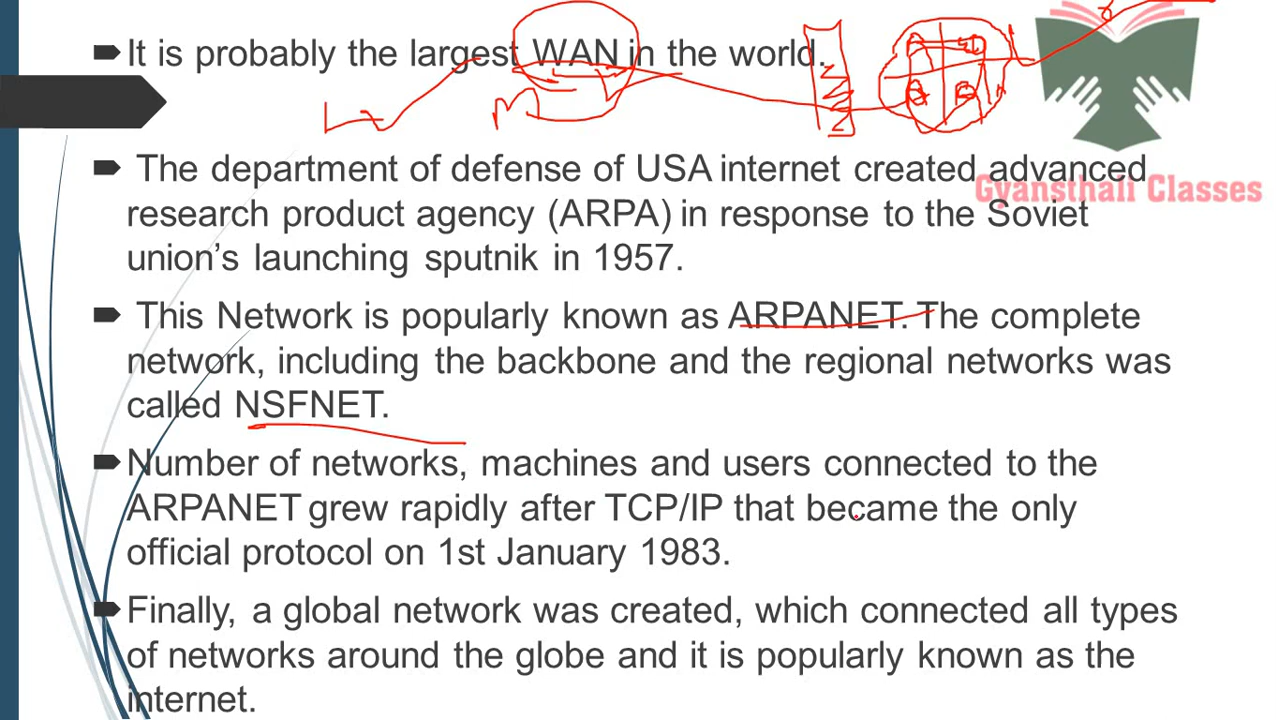 It is probably the largest WAN in the world.
L
M
The department of defense of USA internet created advanced
Gyansthali Classes
research product agency (ARPA) in response to the Soviet
union's launching sputnik in 1957.
This Network is popularly known as ARPANET. The complete
network, including the backbone and the regional networks was
called NSFNET.
Number of networks, machines and users connected to the
ARPANET grew rapidly after TCP/IP that became the only
official protocol on 1st January 1983.
Finally, a global network was created, which connected all types
of networks around the globe and it is popularly known as the
internet.